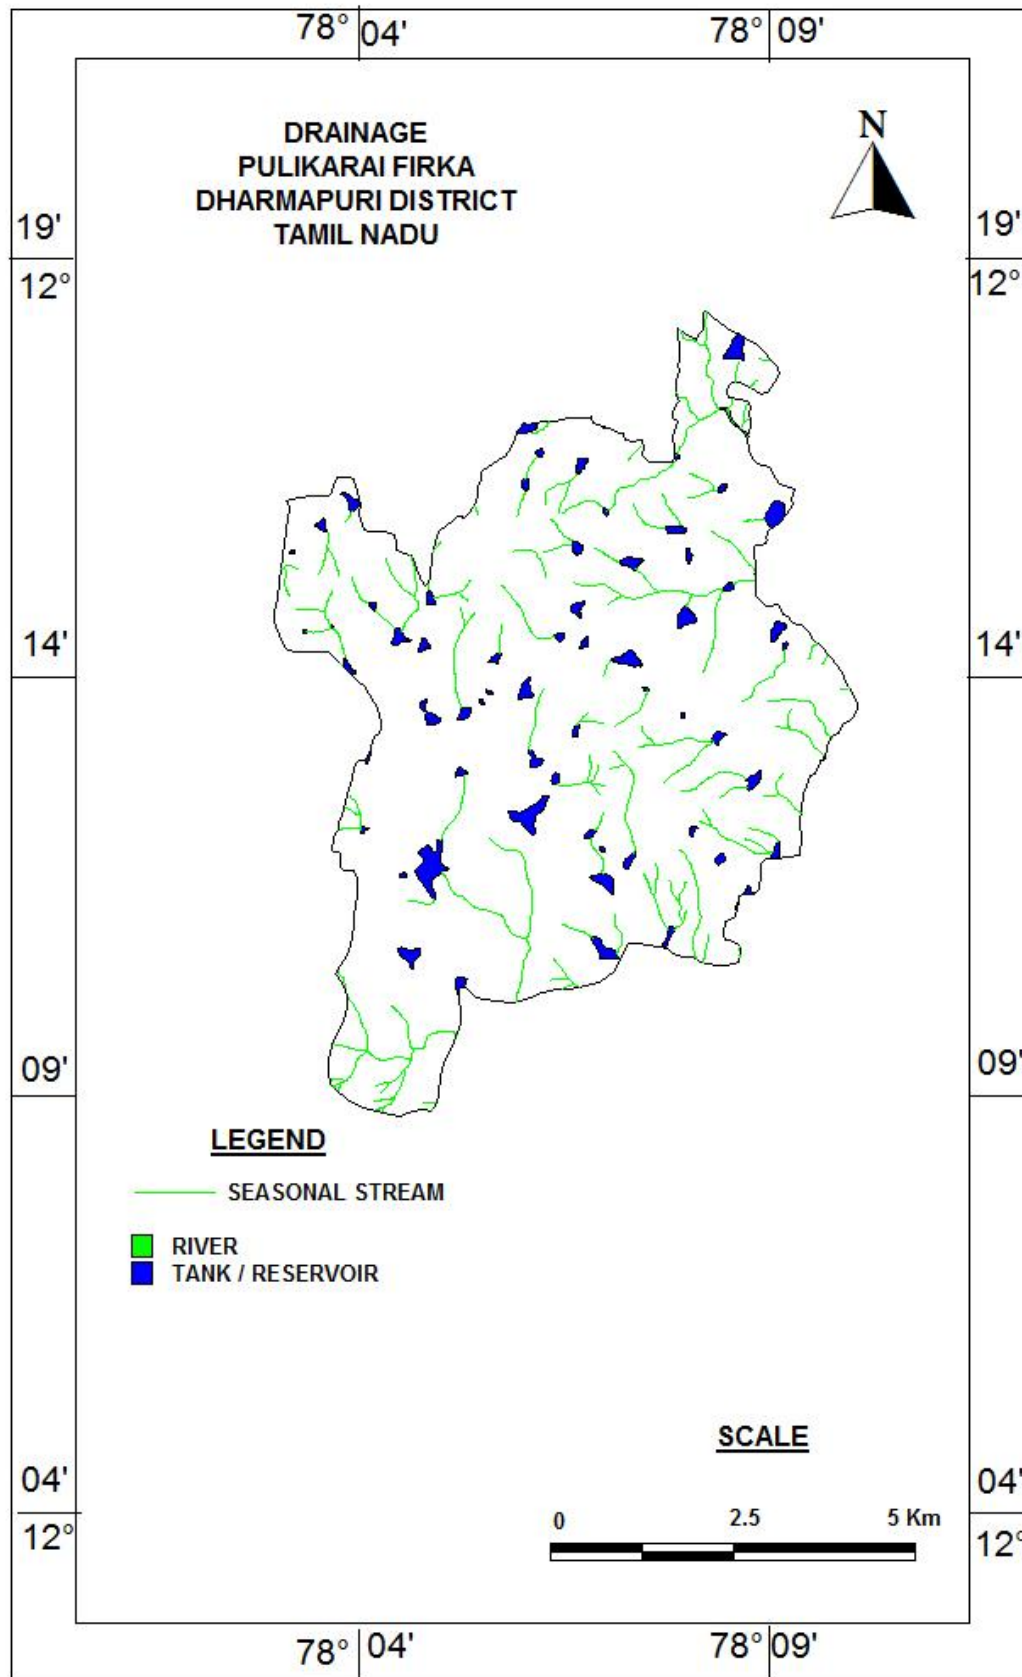 78° 04' 78° 09'
DRAINAGE
PULIKARAI FIRKA
DHARMAPURI DISTRICT
TAMIL NADU
N
19' 19'
12° 12°
14' 14'
09' 09'
LEGEND
SEASONAL STREAM
RIVER
TANK / RESERVOIR
SCALE
0 2.5 5 Km
04' 04'
12° 12°
78° 04' 78° 09'